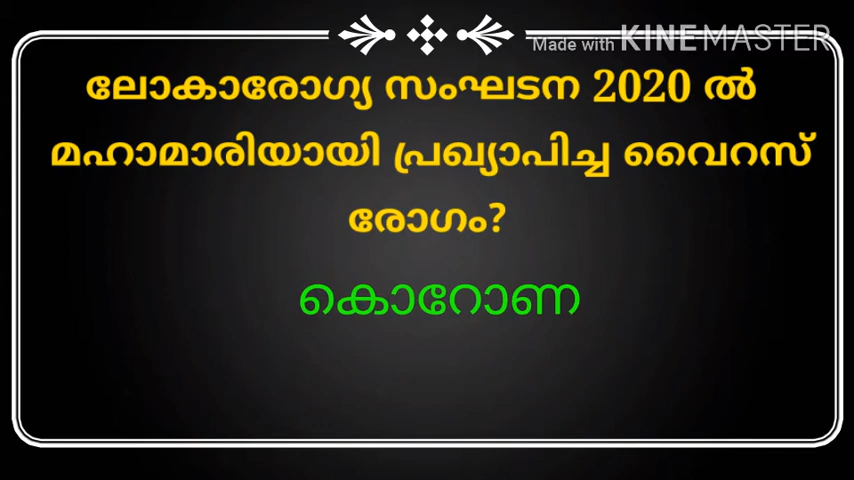 Made with KINEMASTER
ലോകാരോഗ്യ സംഘടന 2020 ൽ
മഹാമാരിയായി പ്രഖ്യാപിച്ച വൈറസ്
രോഗം?
കൊറോണ